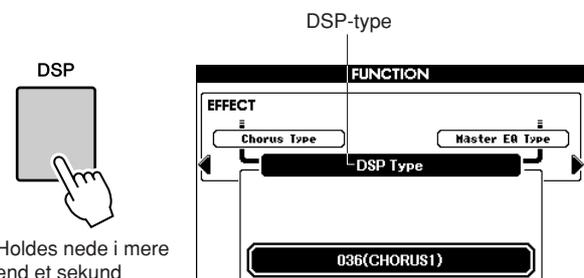 DSP-type
DSP
FUNCTION
EFFECT
Chorus Type
Master EQ Type
DSP Type
036(CHORUS1)
Holdes nede i mere
end et sekund